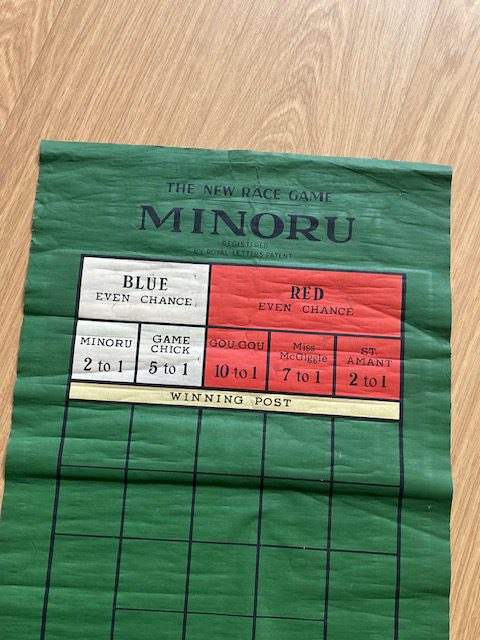 THE NEW RACE GAME
MINORU
REGISTERED
BY ROYAL LETTERS PATENT
BLUE
EVEN CHANCE
RED
EVEN CHANCE
MINORU
2 to 1
GAME
CHICK
5 to 1
GOU GOU
10 to 1
Miss
McGiggle
7 to 1
ST.
AMANT
2 to 1
WINNING POST